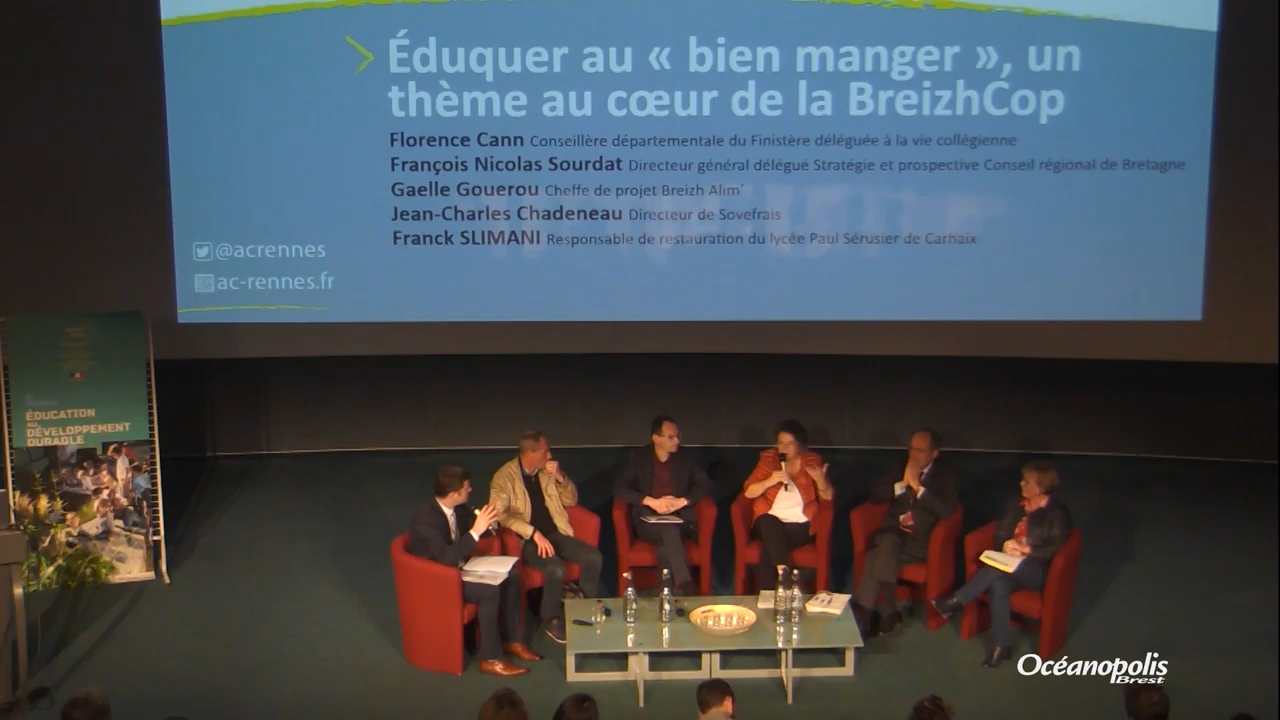 Éduquer au « bien manger », un
thème au cœur de la BreizhCop
Florence Cann Conseillère départementale du Finistère déléguée à la vie collégienne
François Nicolas Sourdat Directeur général délégué Stratégie et prospective Conseil régional de Bretagne
Gaelle Gouerou Cheffe de projet Breizh Alim'
Jean-Charles Chadeneau Directeur de Sovefrais
Franck SLIMANI Responsable de restauration du lycée Paul Sérusier de Carhaix
@acrennes
ac-rennes.fr
ÉDUCATION
AU
DÉVELOPPEMENT
DURABLE
Océanopolis
Brest